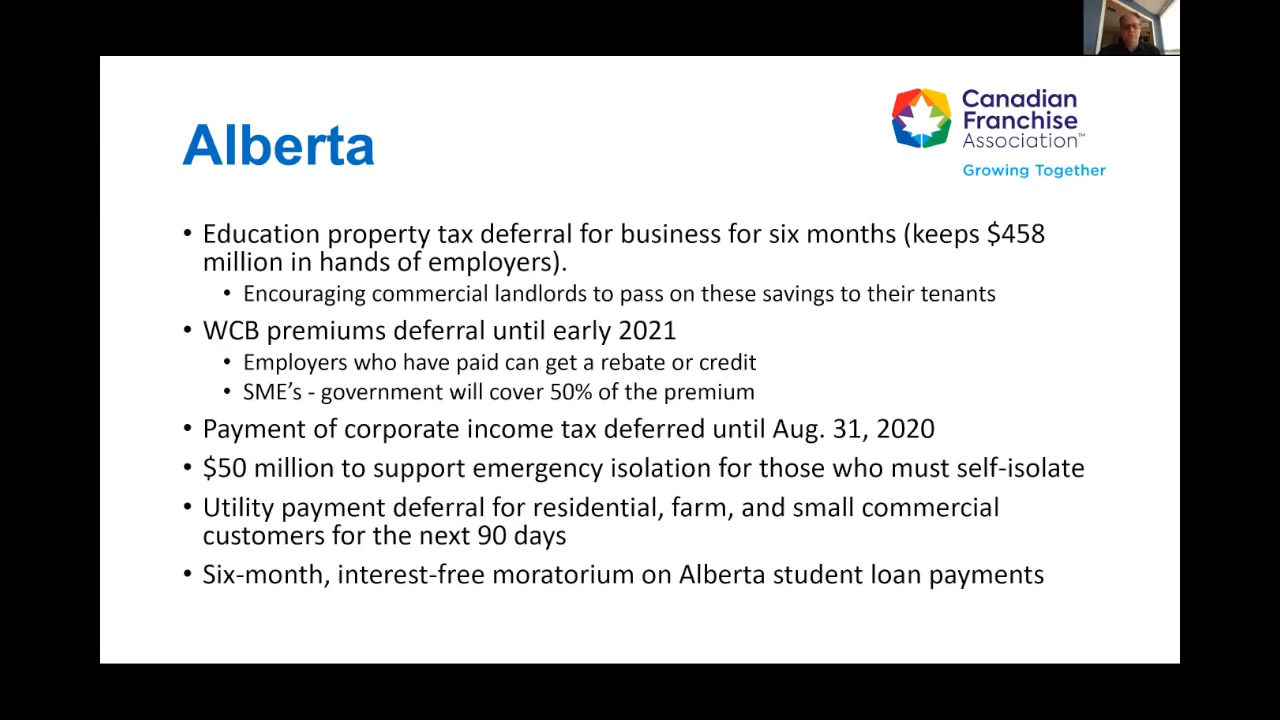 Canadian
Franchise
Association™
Growing Together
Alberta
• Education property tax deferral for business for six months (keeps $458
million in hands of employers).
• Encouraging commercial landlords to pass on these savings to their tenants
• WCB premiums deferral until early 2021
• Employers who have paid can get a rebate or credit
• SME's - government will cover 50% of the premium
• Payment of corporate income tax deferred until Aug. 31, 2020
• $50 million to support emergency isolation for those who must self-isolate
• Utility payment deferral for residential, farm, and small commercial
customers for the next 90 days
• Six-month, interest-free moratorium on Alberta student loan payments